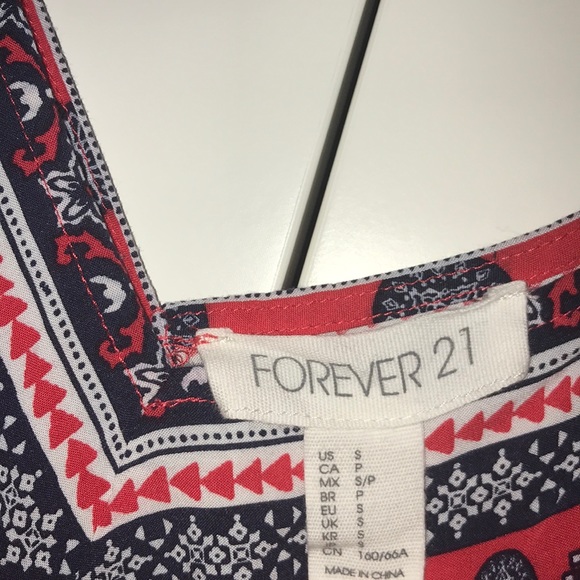 FOREVER 21
US S
CA P
MX S/P
BR P
EU S
UK S
KR S
CN 160/66A
MADE IN CHINA